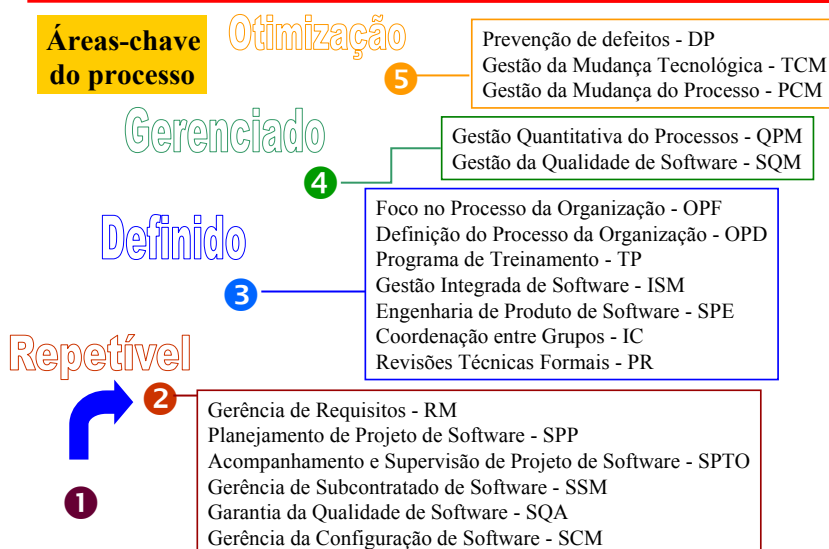 Áreas-chave
do processo
Otimização
5
Prevenção de defeitos - DP
Gestão da Mudança Tecnológica - TCM
Gestão da Mudança do Processo - PCM
Gerenciado
4
Gestão Quantitativa do Processos - QPM
Gestão da Qualidade de Software - SQM
Definido
3
Foco no Processo da Organização - OPF
Definição do Processo da Organização - OPD
Programa de Treinamento - TP
Gestão Integrada de Software - ISM
Engenharia de Produto de Software - SPE
Coordenação entre Grupos - IC
Revisões Técnicas Formais - PR
Repetível
2
Gerência de Requisitos - RM
Planejamento de Projeto de Software - SPP
Acompanhamento e Supervisão de Projeto de Software - SPTO
Gerência de Subcontratado de Software - SSM
Garantia da Qualidade de Software - SQA
Gerência da Configuração de Software - SCM
1